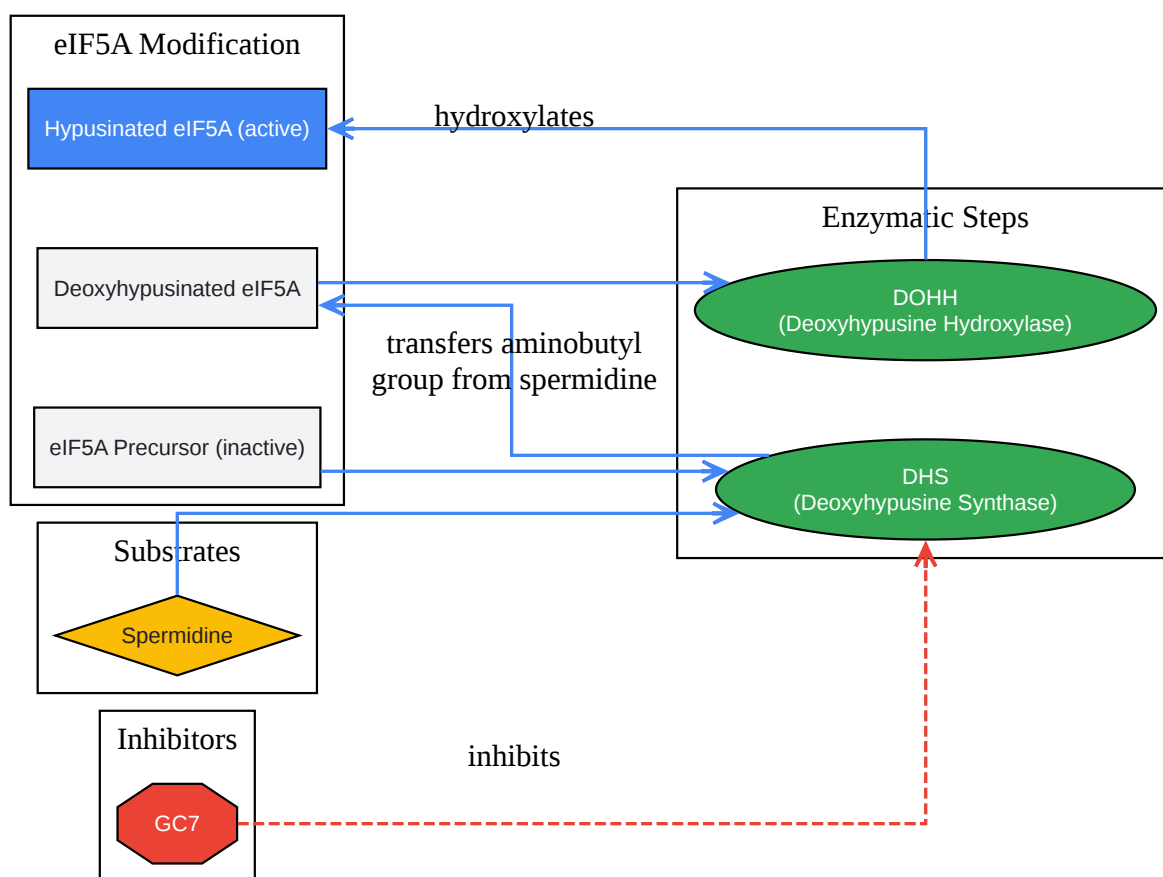 eIF5A Modification
Hypusinated eIF5A (active)
hydroxylates
Enzymatic Steps
Deoxyhypusinated eIF5A
DOHH
(Deoxyhypusine Hydroxylase)
transfers aminobutyl
group from spermidine
eIF5A Precursor (inactive)
DHS
(Deoxyhypusine Synthase)
Substrates
Spermidine
Inhibitors
inhibits
GC7